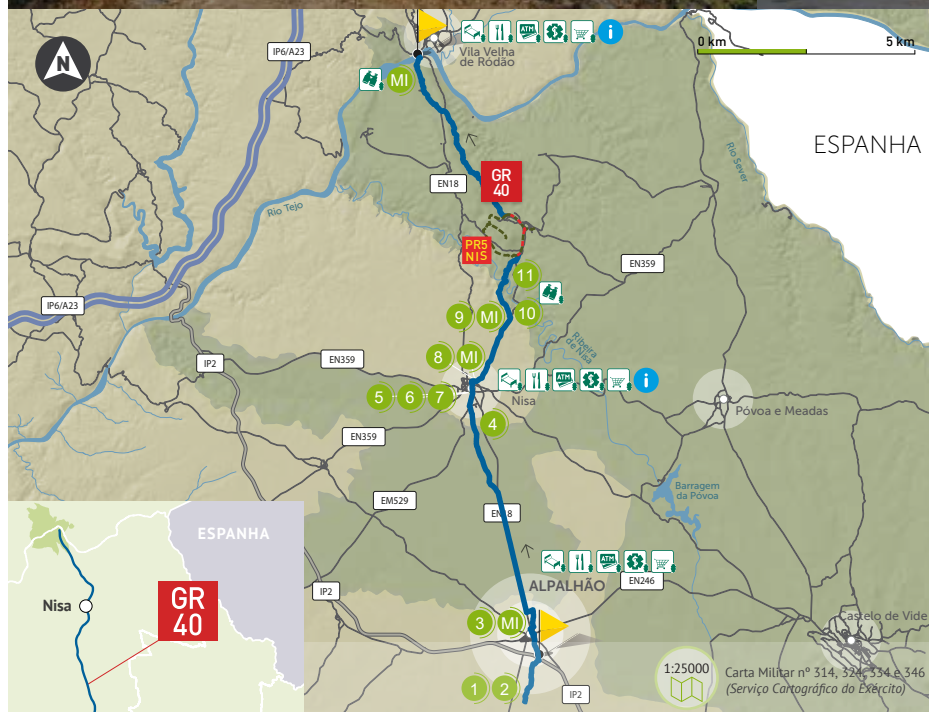 N
IP6/A23
Vila Velha
de Ródão
ATM
i
0 km
5 km
MI
ESPANHA
Rio Sever
EN18
GR
40
Rio Tejo
PR5
NIS
EN359
11
IP6/A23
9
MI
10
Ribeira
de Nisa
8
MI
EN359
IP2
ATM
i
Nisa
5
6
7
Póvoa e Meadas
4
EN359
Barragem
da Póvoa
EM529
EN18
ESPANHA
ATM
ALPALHÃO
EN246
IP2
Nisa
GR
40
3
MI
Castelo de Vide
1
2
IP2
1:25000
Carta Militar nº 314, 324, 334 e 346
(Serviço Cartográfico do Exército)